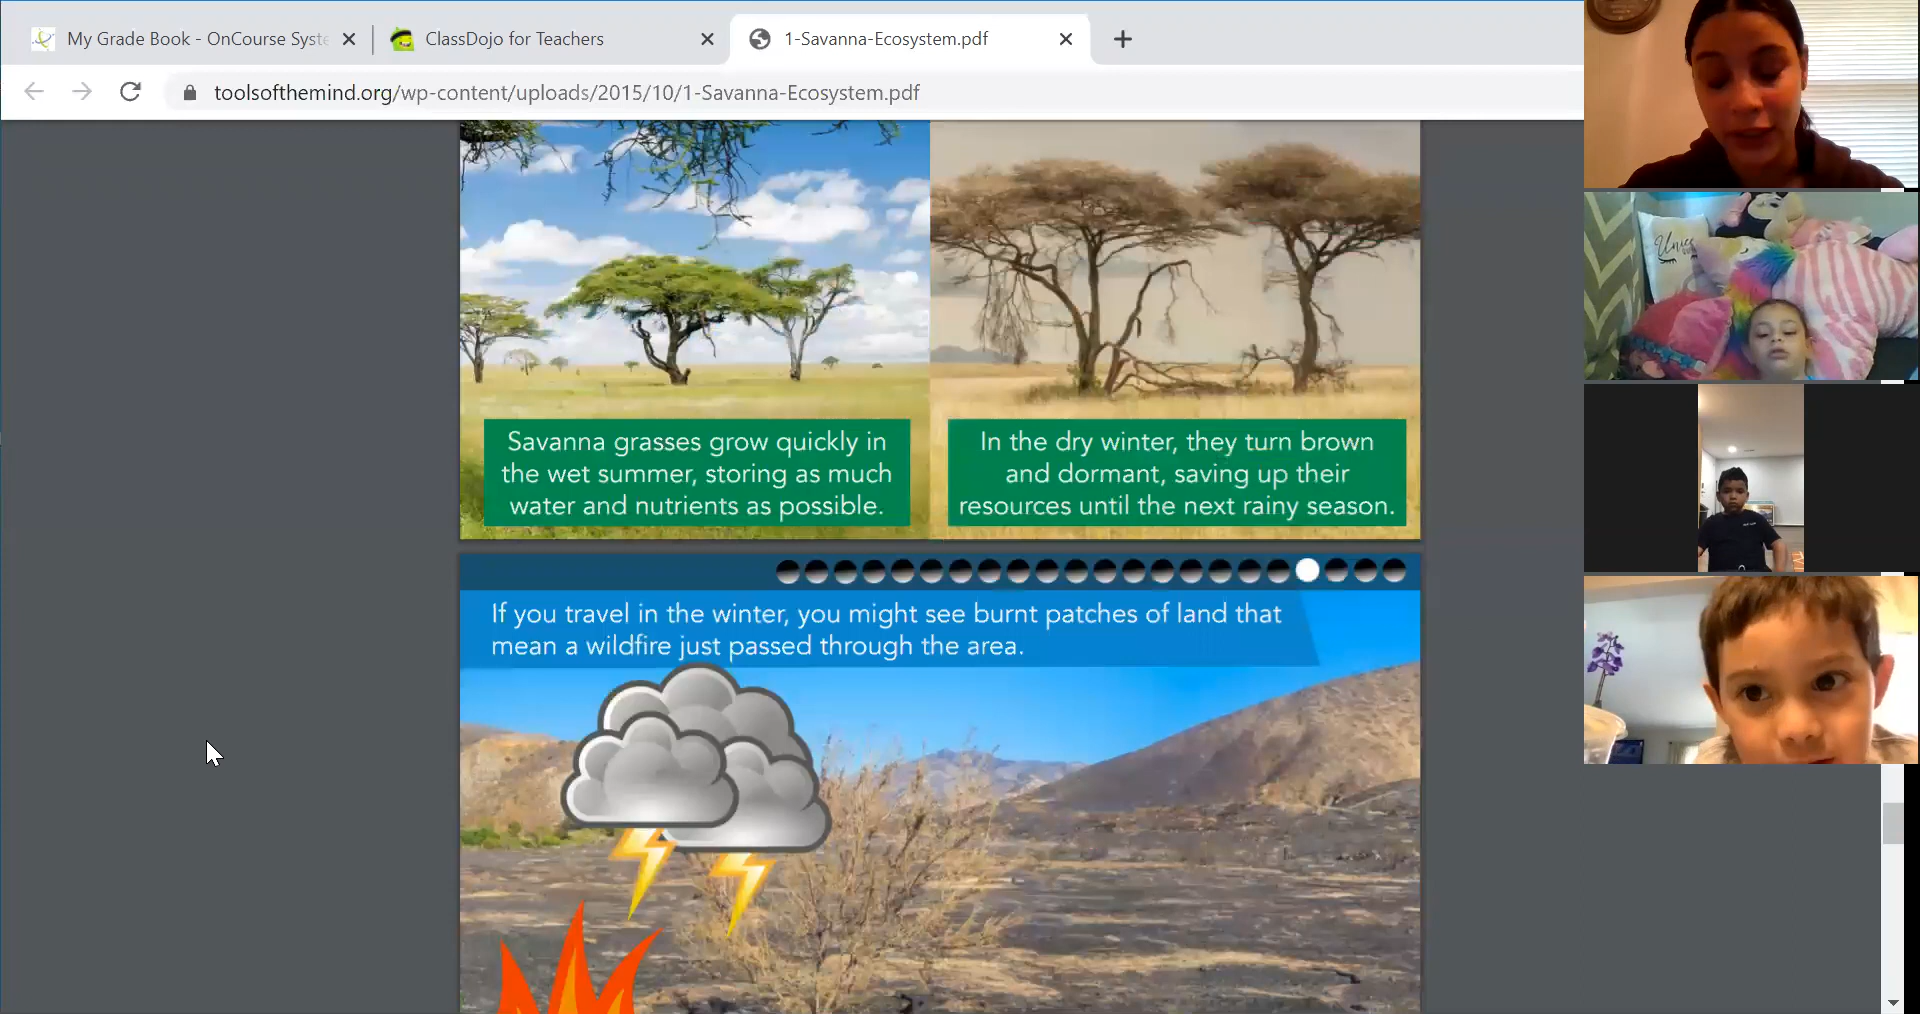 My Grade Book - OnCourse Syste
ClassDojo for Teachers
1-Savanna-Ecosystem.pdf
toolsofthemind.org/wp-content/uploads/2015/10/1-Savanna-Ecosystem.pdf
Savanna grasses grow quickly in
the wet summer, storing as much
water and nutrients as possible.
In the dry winter, they turn brown
and dormant, saving up their
resources until the next rainy season.
If you travel in the winter, you might see burnt patches of land that
mean a wildfire just passed through the area.